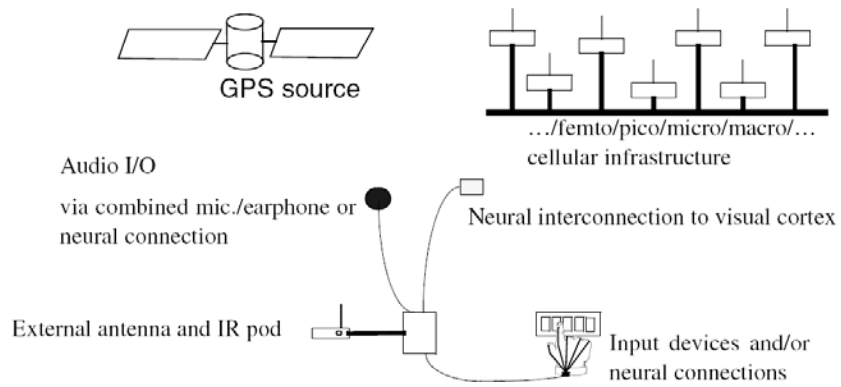 GPS source
…/femto/pico/micro/macro/…
cellular infrastructure
Audio I/O
via combined mic./earphone or
neural connection
Neural interconnection to visual cortex
External antenna and IR pod
Input devices and/or
neural connections